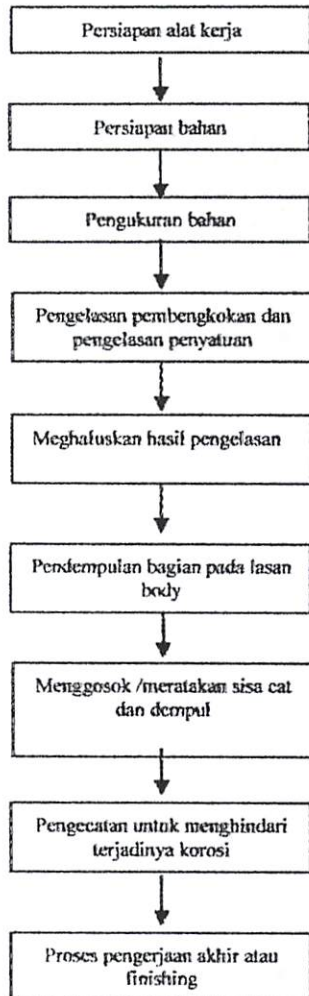 Persiapan alat kerja
Persiapan bahan
Pengukuran bahan
Pengelasan pembengkokan dan
pengelasan penyatuan
Meghaluskan hasil pengelasan
Pendempulan bagian pada lasan
body
Menggosok /meratakan sisa cat
dan dempul
Pengecatan untuk menghindari
terjadinya korosi
Proses pengerjaan akhir atau
finishing